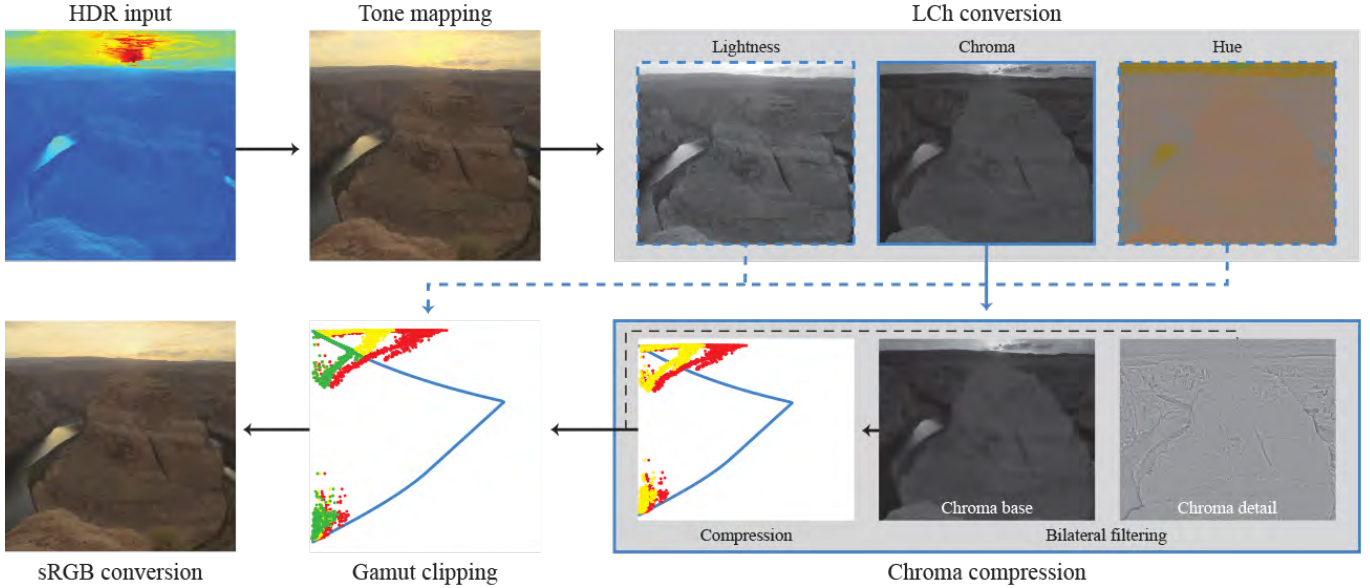 HDR input
Tone mapping
LCh conversion
Lightness
Chroma
Hue
Chroma base
Chroma detail
Compression
Bilateral filtering
sRGB conversion
Gamut clipping
Chroma compression